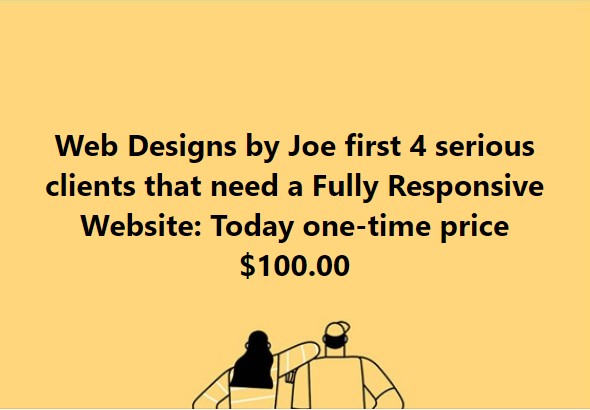 Web Designs by Joe first 4 serious
clients that need a Fully Responsive
Website: Today one-time price
$100.00